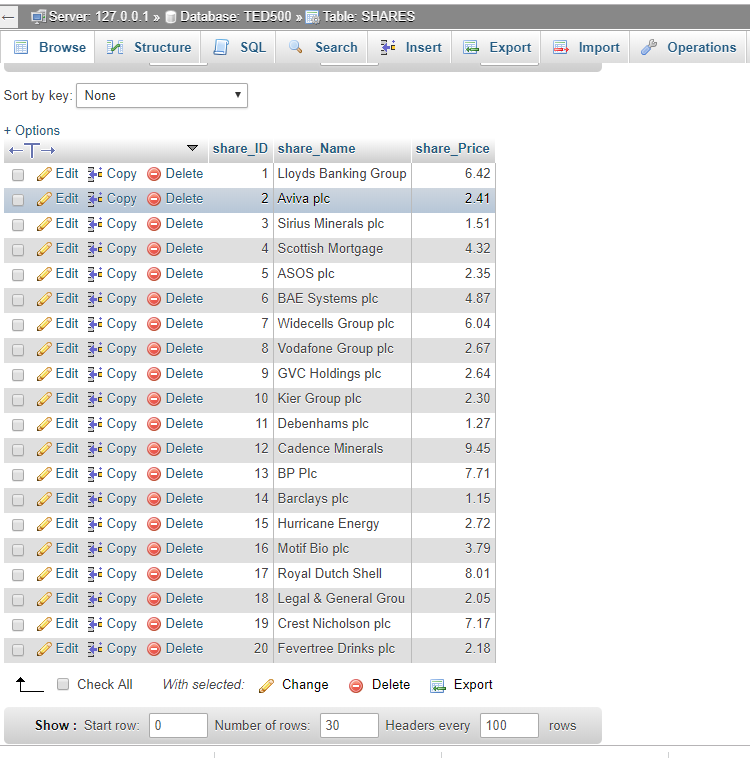 Server: 127.0.0.1 » Database: TED500 » Table: SHARES
Browse Structure SQL Search Insert Export Import Operations
Sort by key: None
+ Options
share_ID share_Name share_Price
Edit Copy Delete 1 Lloyds Banking Group 6.42
Edit Copy Delete 2 Aviva plc 2.41
Edit Copy Delete 3 Sirius Minerals plc 1.51
Edit Copy Delete 4 Scottish Mortgage 4.32
Edit Copy Delete 5 ASOS plc 2.35
Edit Copy Delete 6 BAE Systems plc 4.87
Edit Copy Delete 7 Widecells Group plc 6.04
Edit Copy Delete 8 Vodafone Group plc 2.67
Edit Copy Delete 9 GVC Holdings plc 2.64
Edit Copy Delete 10 Kier Group plc 2.30
Edit Copy Delete 11 Debenhams plc 1.27
Edit Copy Delete 12 Cadence Minerals 9.45
Edit Copy Delete 13 BP Plc 7.71
Edit Copy Delete 14 Barclays plc 1.15
Edit Copy Delete 15 Hurricane Energy 2.72
Edit Copy Delete 16 Motif Bio plc 3.79
Edit Copy Delete 17 Royal Dutch Shell 8.01
Edit Copy Delete 18 Legal & General Grou 2.05
Edit Copy Delete 19 Crest Nicholson plc 7.17
Edit Copy Delete 20 Fevertree Drinks plc 2.18
Check All With selected: Change Delete Export
Show : Start row: 0 Number of rows: 30 Headers every 100 rows